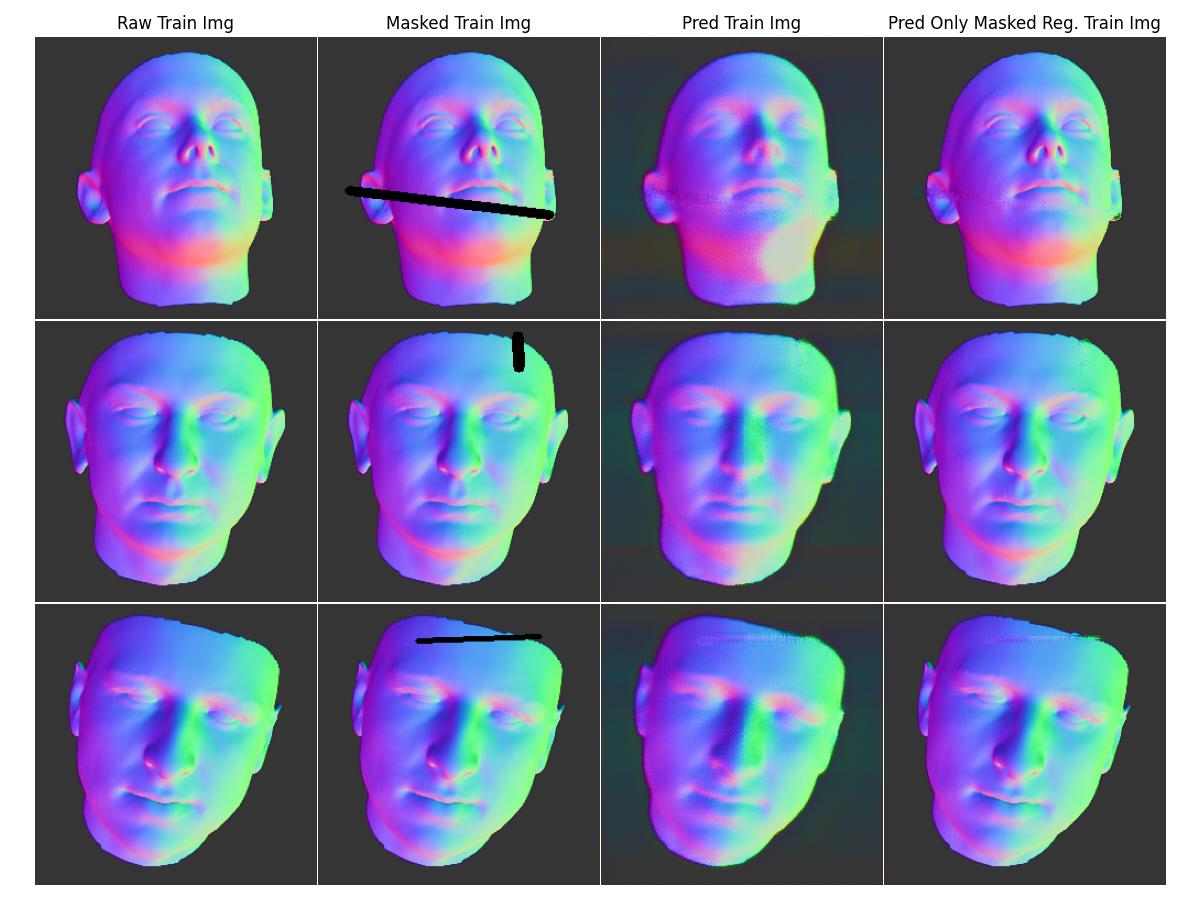 Raw Train Img
Masked Train Img
Pred Train Img
Pred Only Masked Reg. Train Img